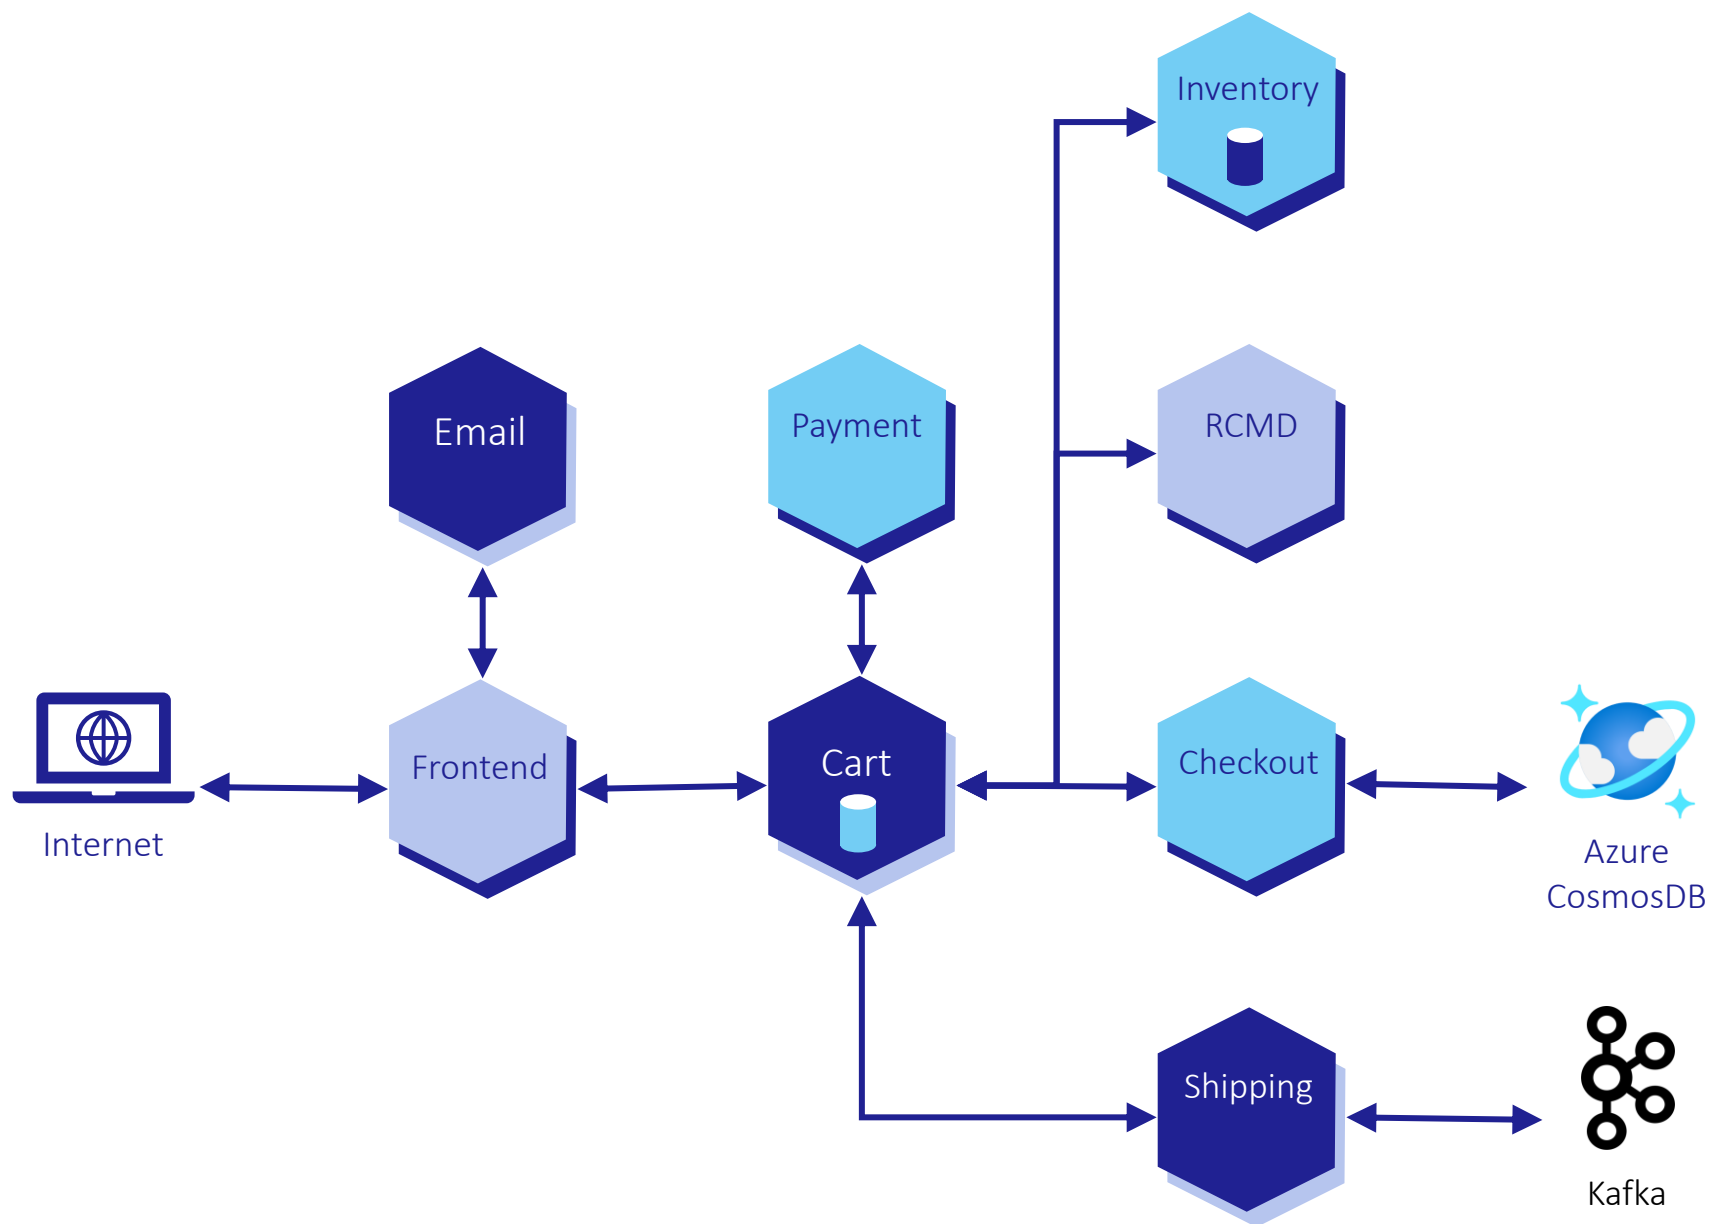 Inventory
Email
Payment
RCMD
Frontend
Cart
Checkout
Internet
Azure
CosmosDB
Shipping
Kafka